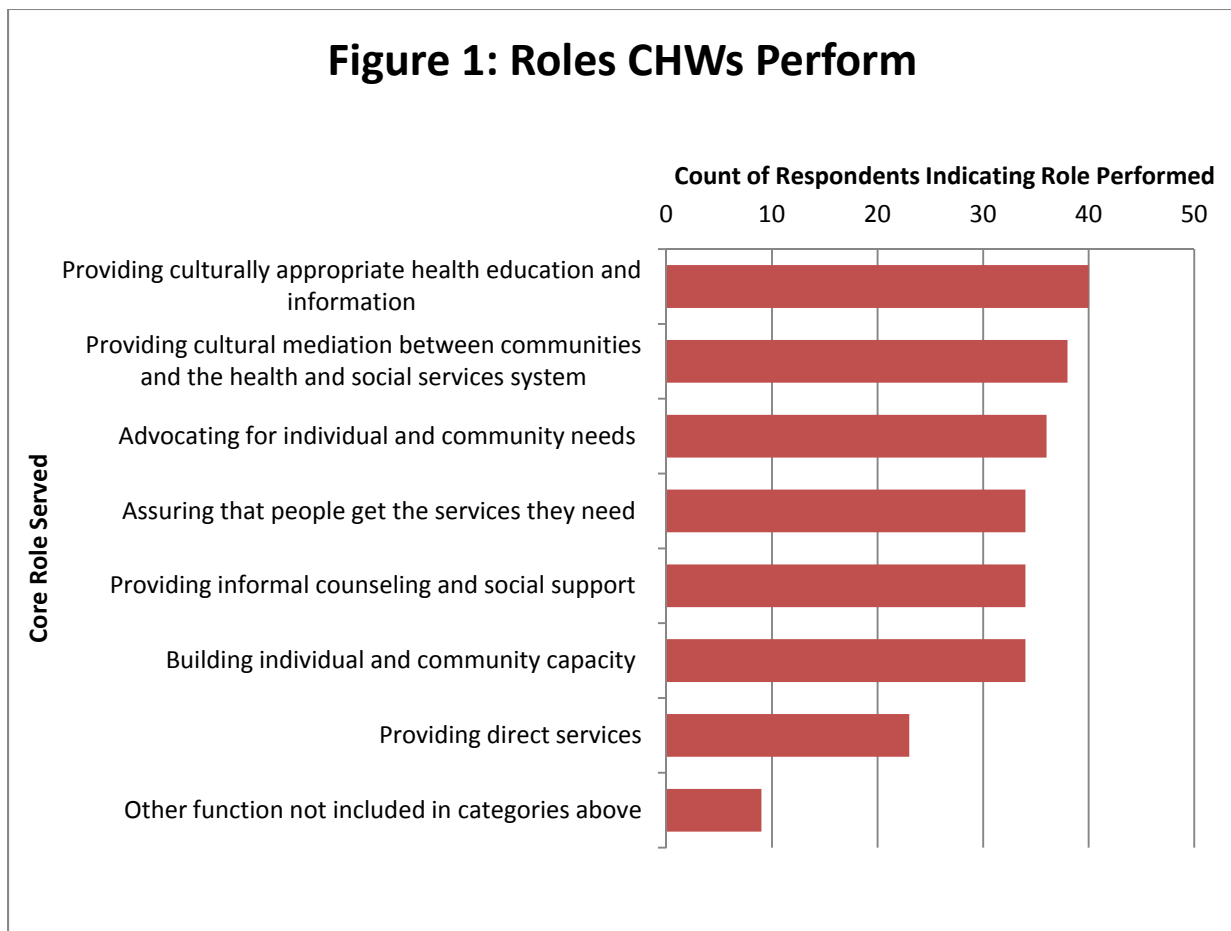 Figure 1: Roles CHWs Perform
Count of Respondents Indicating Role Performed
0 10 20 30 40 50
Core Role Served
Providing culturally appropriate health education and
information
Providing cultural mediation between communities
and the health and social services system
Advocating for individual and community needs
Assuring that people get the services they need
Providing informal counseling and social support
Building individual and community capacity
Providing direct services
Other function not included in categories above